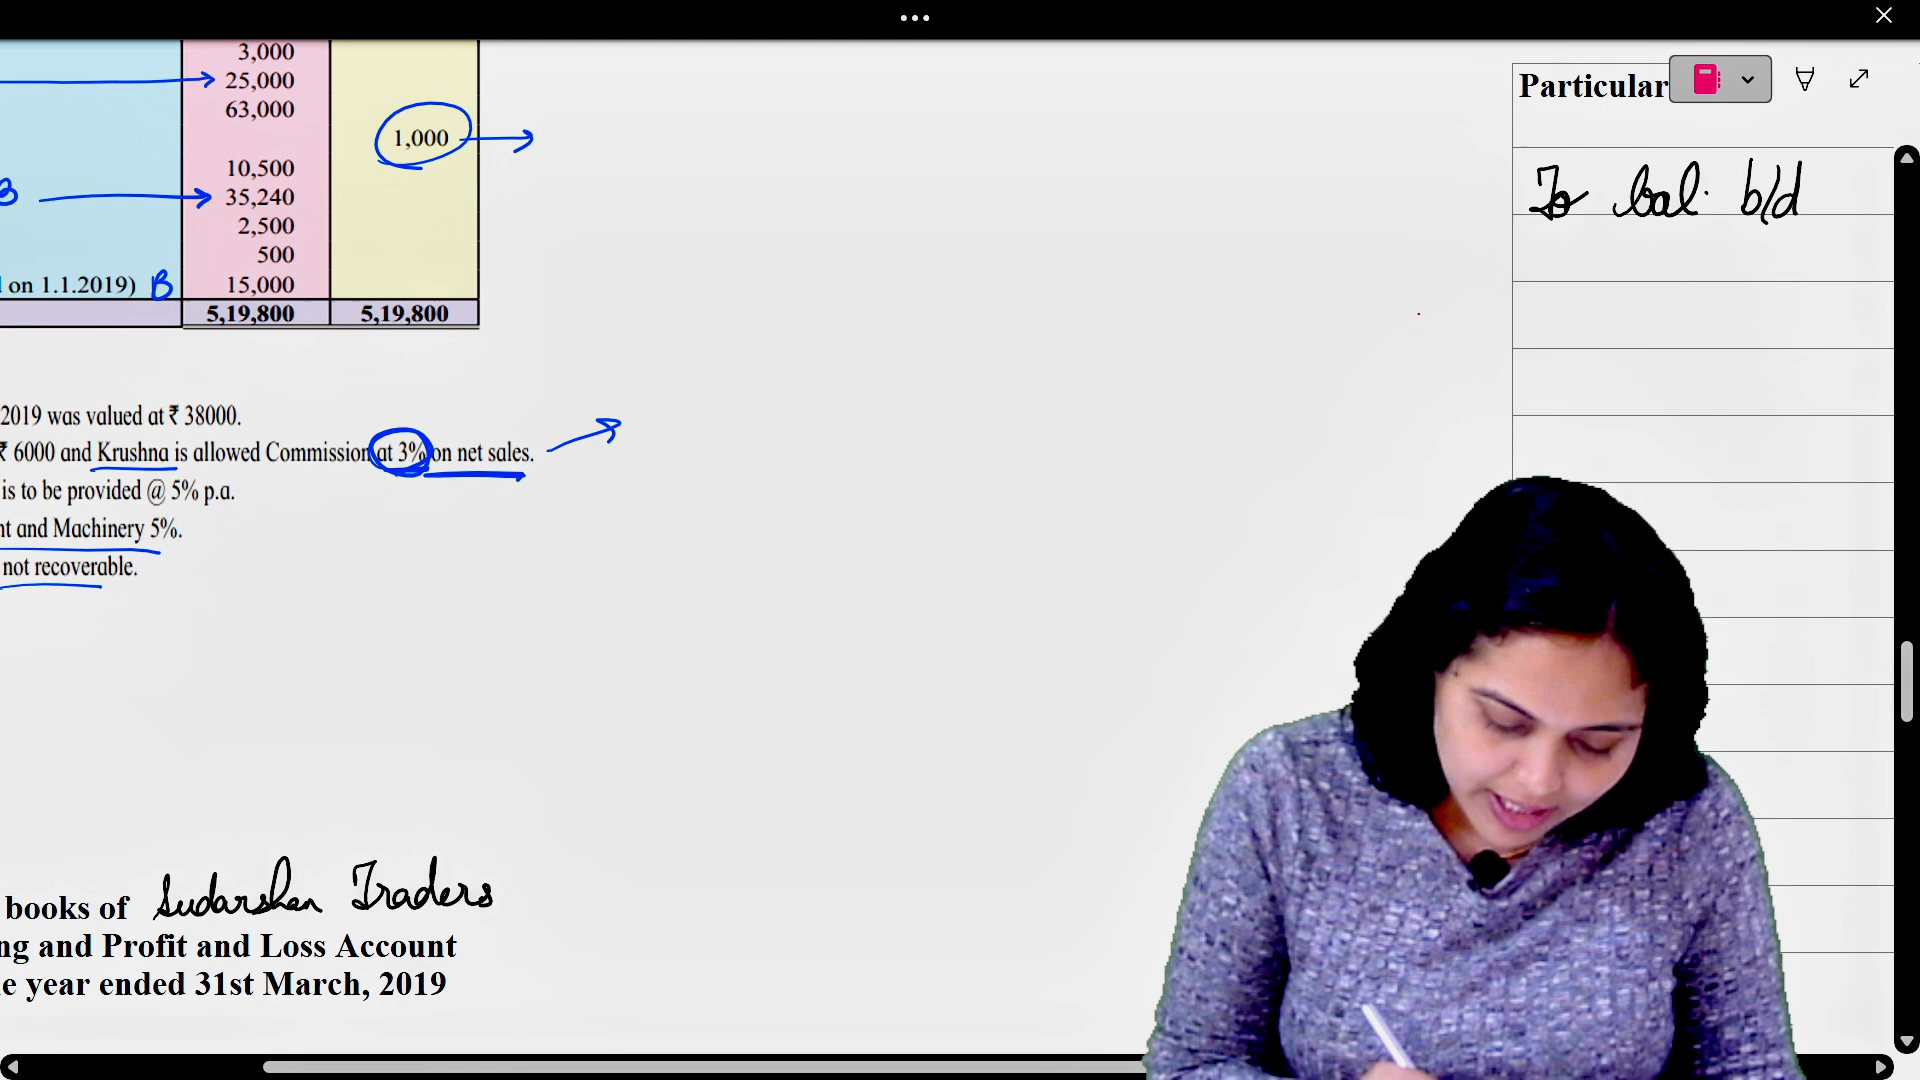 3,000
25,000
63,000
1,000
10,500
35,240
2,500
500
on 1.1.2019) B 15,000
5,19,800 5,19,800
2019 was valued at ₹ 38000.
₹ 6000 and Krushna is allowed Commission at 3% on net sales.
is to be provided @ 5% p.a.
and Machinery 5%.
not recoverable.
books of Sudarshan Traders
and Profit and Loss Account
year ended 31st March, 2019
Particular
To bal. b/d